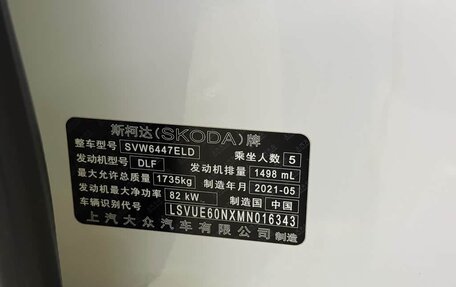 斯柯达(SKODA)牌
整车型号 SVW6447ELD 乘坐人数 5
发动机型号 DLF 发动机排量 1498 mL
最大允许总质量 1735kg 制造年月 2021-05
发动机最大净功率 82 kW 制造国 中国
车辆识别代号 LSVUE60NXMN016343
上汽大众汽车有限公司 制造